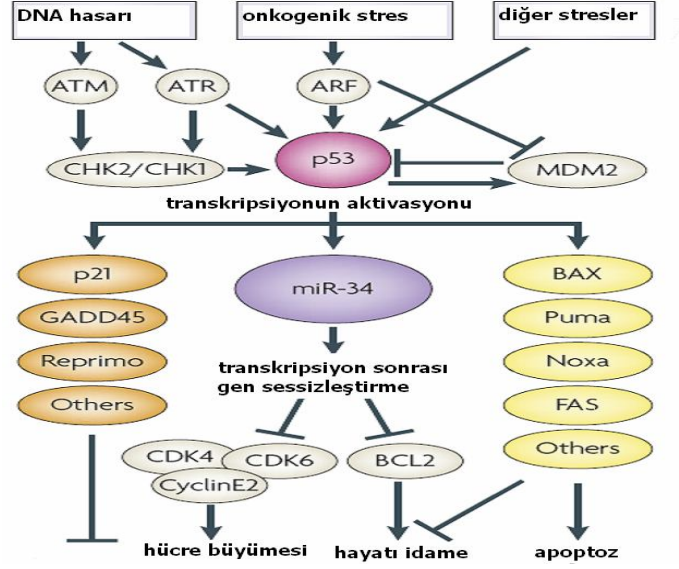 DNA hasarı
onkogenik stres
diğer stresler
ATM
ATR
ARF
p53
CHK2/CHK1
MDM2
transkripsiyonun aktivasyonu
p21
miR-34
BAX
GADD45
Puma
Reprimo
Noxa
transkripsiyon sonrası
gen sessizleştirme
Others
FAS
Others
CDK4
CDK6
BCL2
CyclinE2
hücre büyümesi
hayatı idame
apoptoz